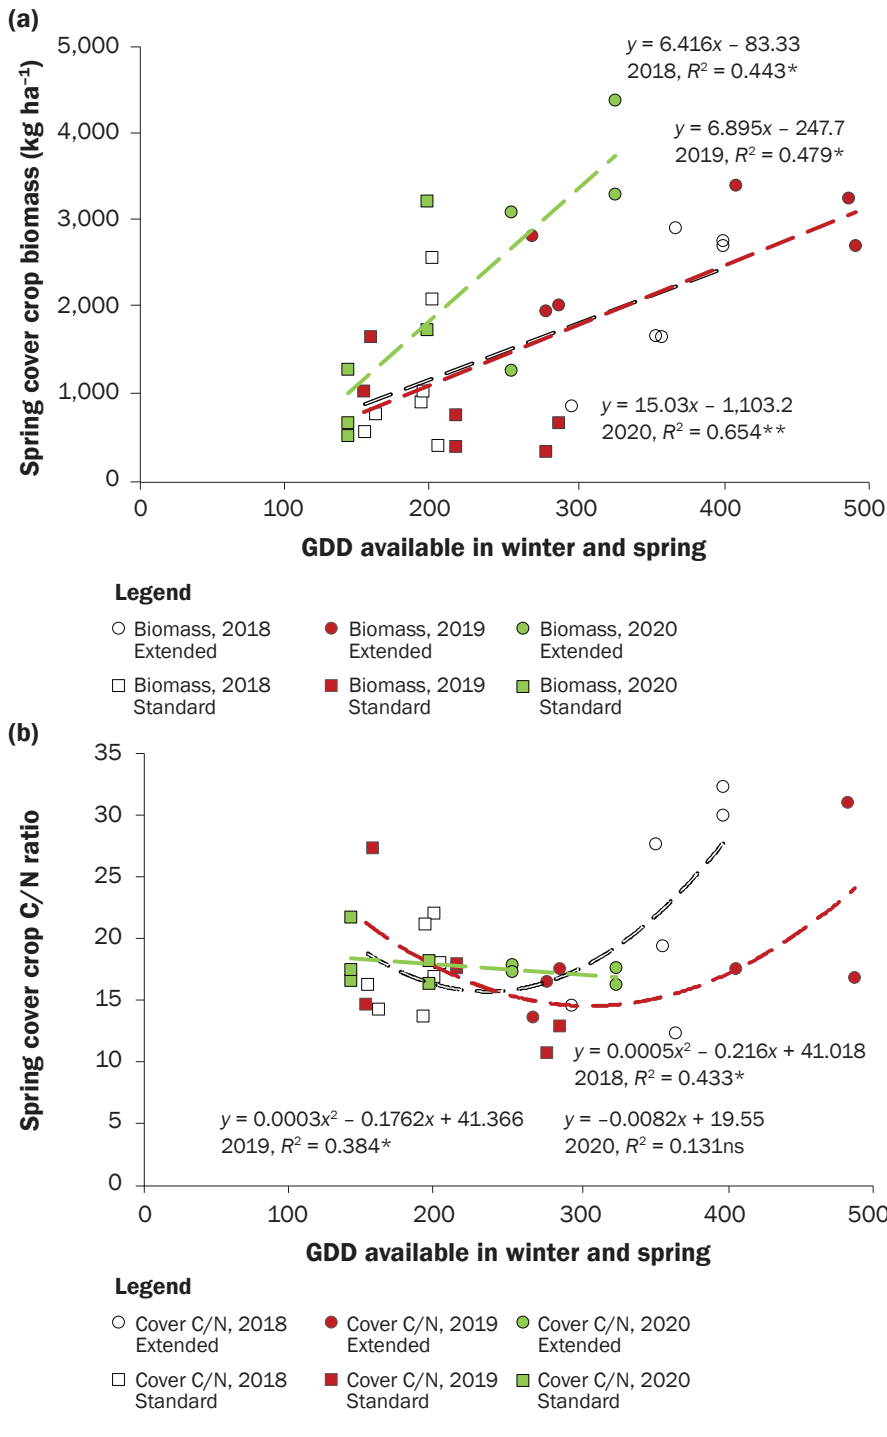 (a)
Spring cover crop biomass (kg ha⁻¹)
5,000
4,000
3,000
2,000
1,000
0
y = 6.416x – 83.33
2018, R² = 0.443*
y = 6.895x – 247.7
2019, R² = 0.479*
y = 15.03x – 1,103.2
2020, R² = 0.654**
0 100 200 300 400 500
GDD available in winter and spring
Legend
Biomass, 2018 Biomass, 2019 Biomass, 2020
Extended Extended Extended
Biomass, 2018 Biomass, 2019 Biomass, 2020
Standard Standard Standard
(b)
Spring cover crop C/N ratio
35
30
25
20
15
10
5
0
y = 0.0005x² – 0.216x + 41.018
2018, R² = 0.433*
y = 0.0003x² – 0.1762x + 41.366
2019, R² = 0.384*
y = –0.0082x + 19.55
2020, R² = 0.131ns
0 100 200 300 400 500
GDD available in winter and spring
Legend
Cover C/N, 2018 Cover C/N, 2019 Cover C/N, 2020
Extended Extended Extended
Cover C/N, 2018 Cover C/N, 2019 Cover C/N, 2020
Standard Standard Standard